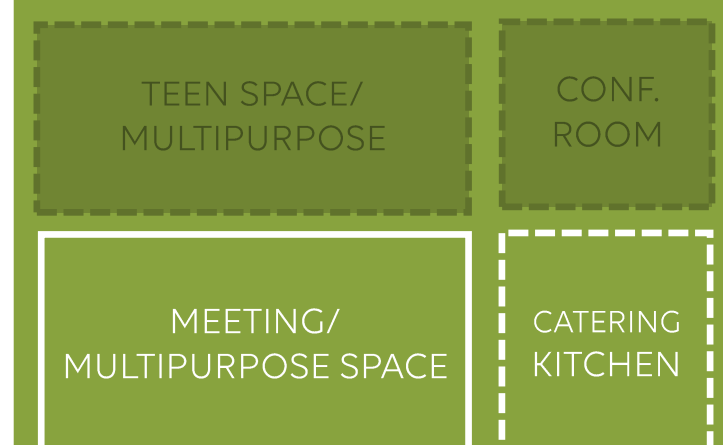 TEEN SPACE/
MULTIPURPOSE
CONF.
ROOM
MEETING/
MULTIPURPOSE SPACE
CATERING
KITCHEN